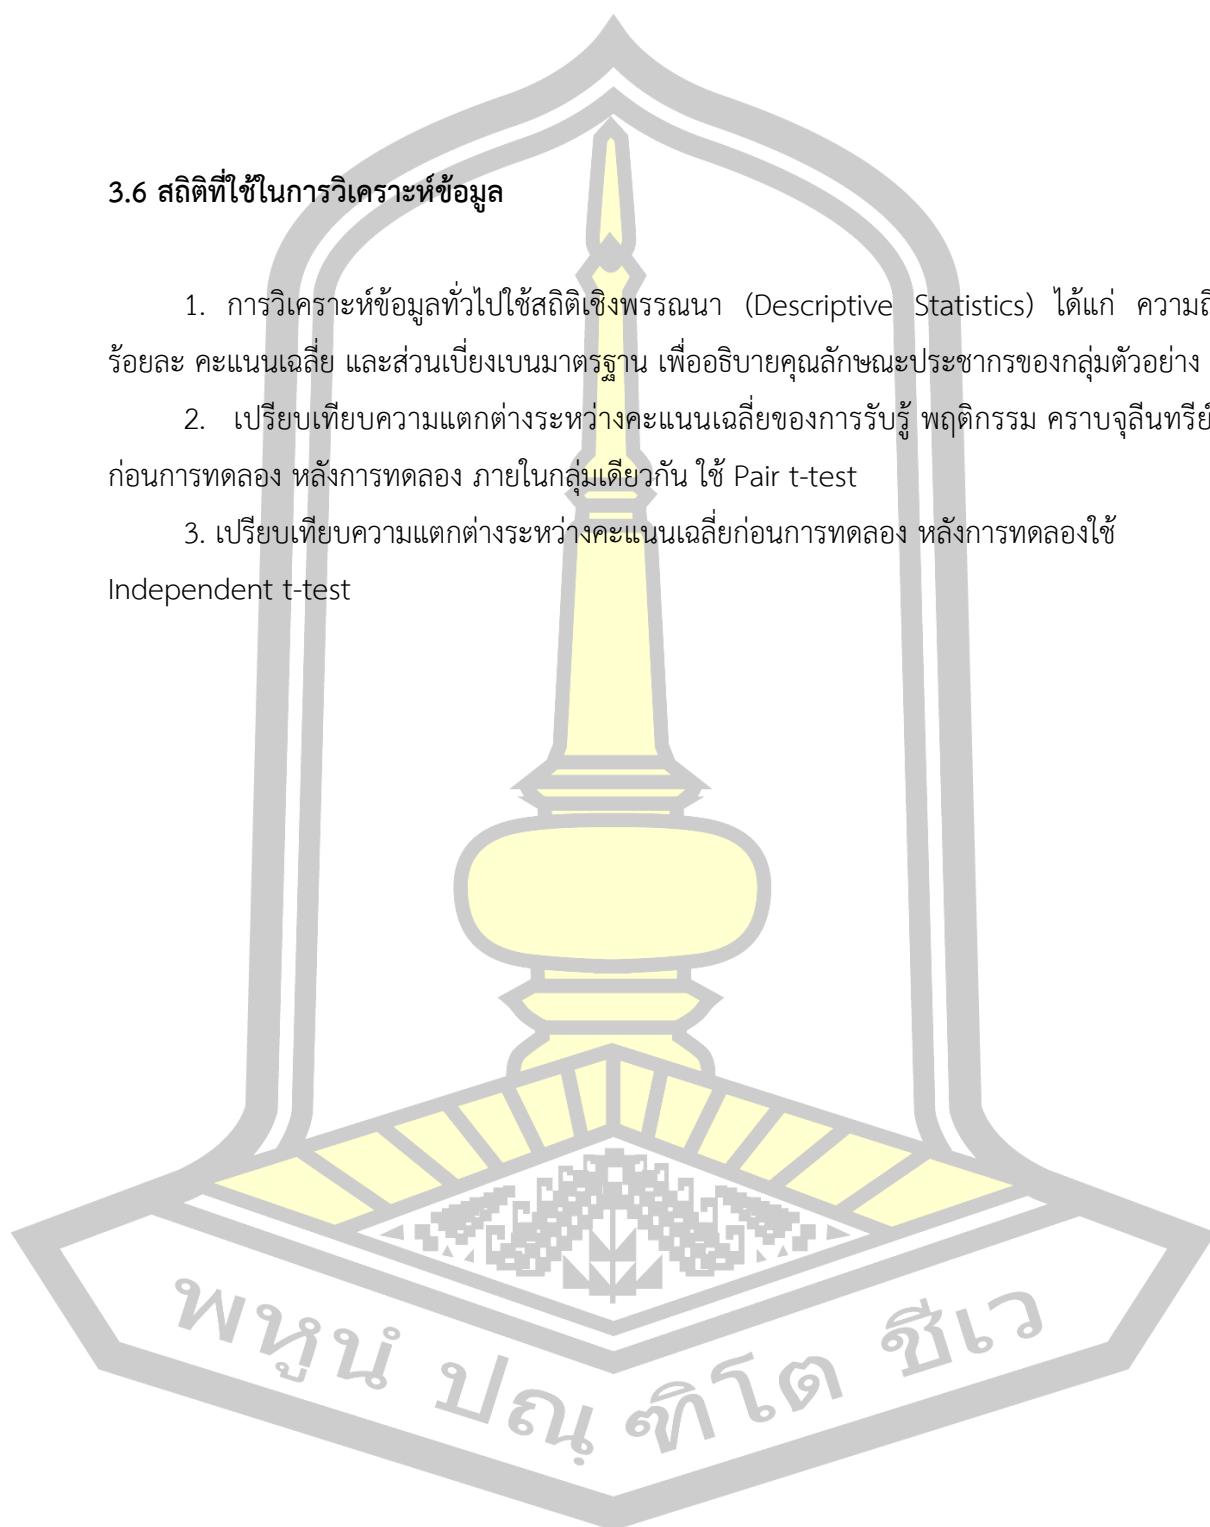 3.6 สถิติที่ใช้ในการวิเคราะห์ข้อมูล
1. การวิเคราะห์ข้อมูลทั่วไปใช้สถิติเชิงพรรณนา (Descriptive Statistics) ได้แก่
ร้อยละ คะแนนเฉลี่ย และส่วนเบี่ยงเบนมาตรฐาน เพื่ออธิบายคุณลักษณะประชากรของกลุ่มตัวอย่าง
2. เปรียบเทียบความแตกต่างระหว่างคะแนนเฉลี่ยของการรับรู้ พฤติกรรม คราบจุลินทรีย์
ก่อนการทดลอง หลังการทดลอง ภายในกลุ่มเดียวกัน ใช้ Pair t-test
3. เปรียบเทียบความแตกต่างระหว่างคะแนนเฉลี่ยก่อนการทดลอง หลังการทดลองใช้
Independent t-test
พหูนํ ปณฺฑิโต ชีเว